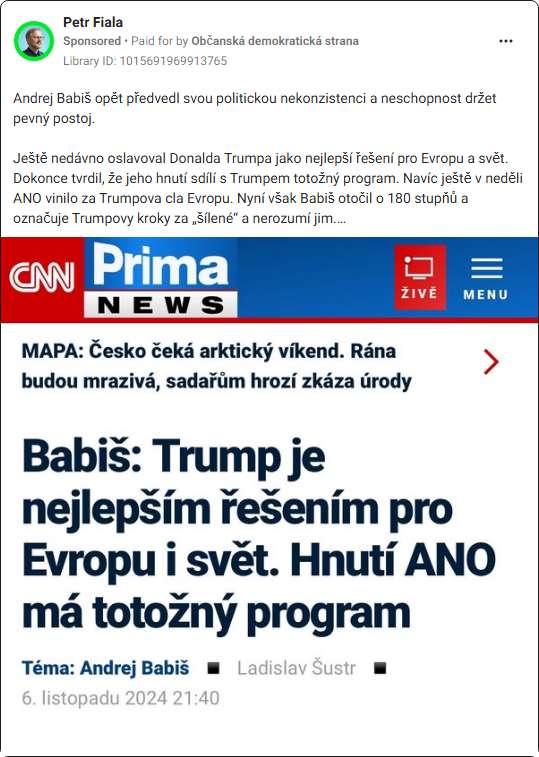 Petr Fiala
Sponsored • Paid for by Občanská demokratická strana
Library ID: 1015691969913765
Andrej Babiš opět předvedl svou politickou nekonzistenci a neschopnost držet
pevný postoj.
Ještě nedávno oslavoval Donalda Trumpa jako nejlepší řešení pro Evropu a svět.
Dokonce tvrdil, že jeho hnutí sdílí s Trumpem totožný program. Navíc ještě v neděli
ANO vinilo za Trumpova cla Evropu. Nyní však Babiš otočil o 180 stupňů a
označuje Trumpovy kroky za „šílené“ a nerozumí jim....
CNN Prima
NEWS
ŽIVĚ
MENU
MAPA: Česko čeká arktický víkend. Rána
budou mrazivá, sadařům hrozí zkáza úrody
Babiš: Trump je
nejlepším řešením pro
Evropu i svět. Hnutí ANO
má totožný program
Téma: Andrej Babiš ■ Ladislav Šustr ■
6. listopadu 2024 21:40